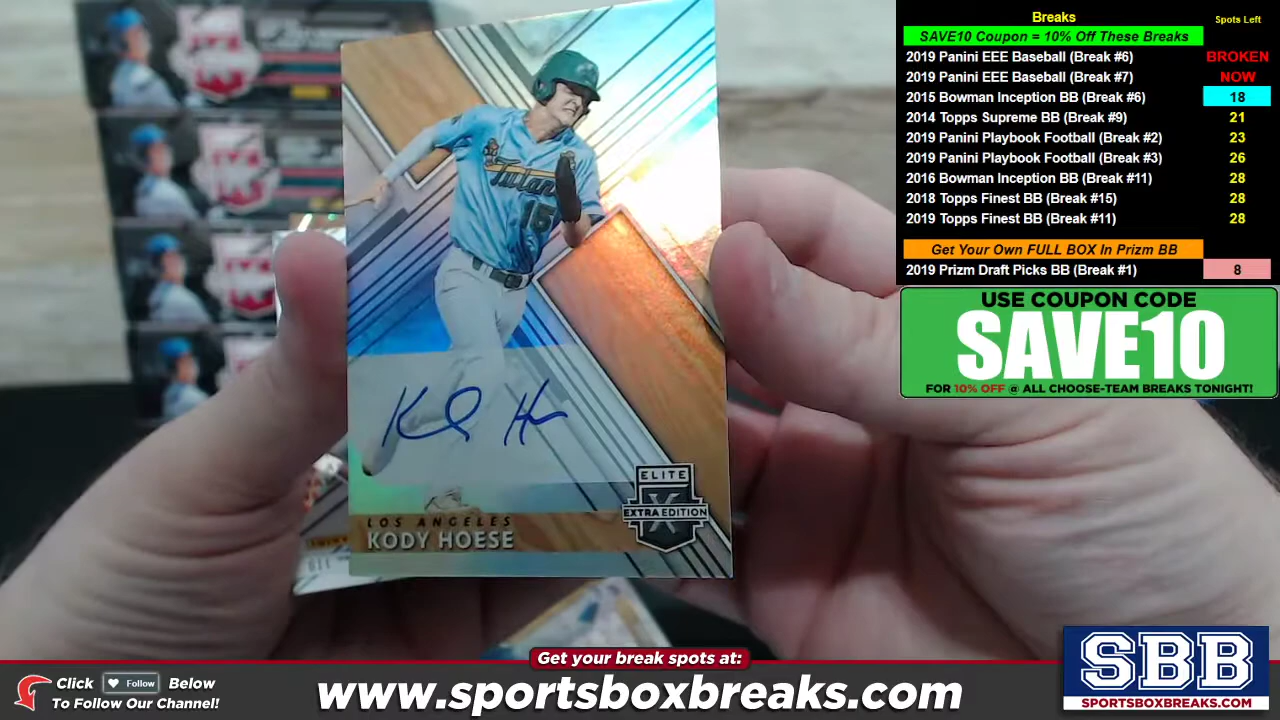 Breaks
Spots Left
SAVE10 Coupon = 10% Off These Breaks
2019 Panini EEE Baseball (Break #6) BROKEN
2019 Panini EEE Baseball (Break #7) NOW
2015 Bowman Inception BB (Break #6) 18
2014 Topps Supreme BB (Break #9) 21
2019 Panini Playbook Football (Break #2) 23
2019 Panini Playbook Football (Break #3) 26
2016 Bowman Inception BB (Break #11) 28
2018 Topps Finest BB (Break #15) 28
2019 Topps Finest BB (Break #11) 28
Get Your Own FULL BOX In Prizm BB
2019 Prizm Draft Picks BB (Break #1) 8
USE COUPON CODE
SAVE10
FOR 10% OFF @ ALL CHOOSE-TEAM BREAKS TONIGHT!
15
ELITE
X
EXTRA EDITION
LOS ANGELES
KODY HOESE
Get your break spots at:
www.sportsboxbreaks.com
Click Follow Below
To Follow Our Channel!
SBB
SPORTSBOXBREAKS.COM